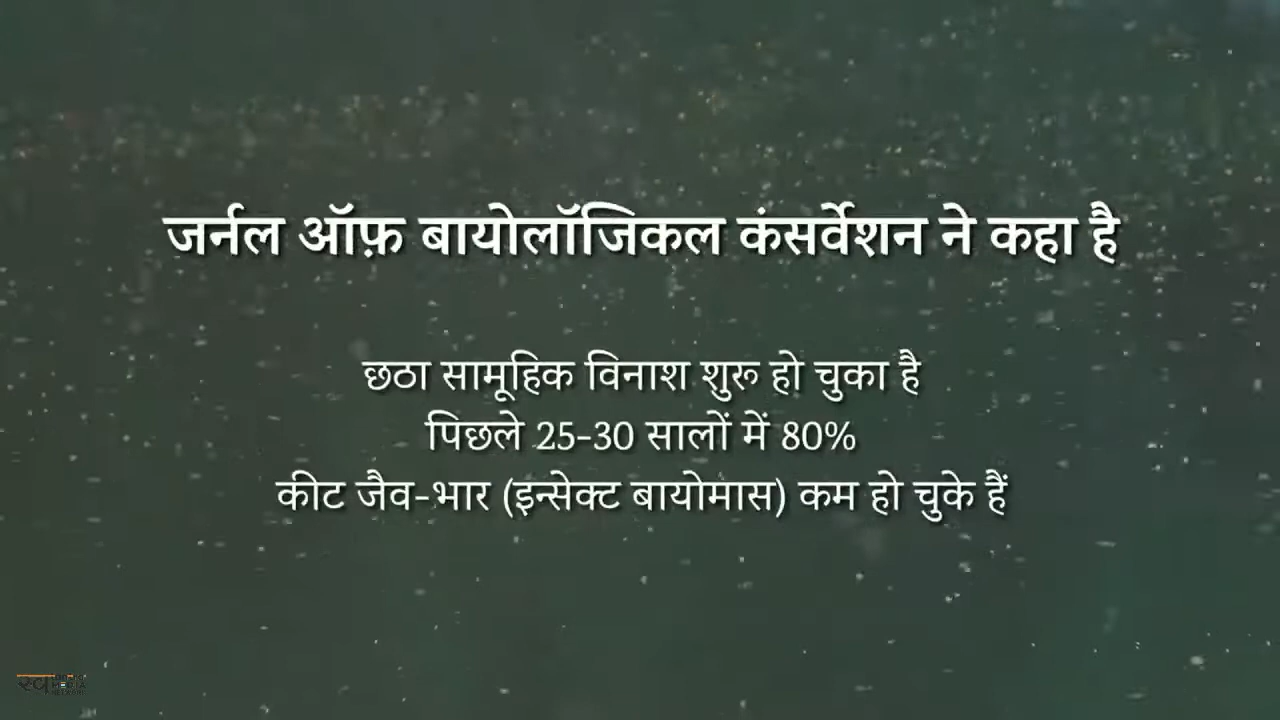 जर्नल ऑफ़ बायोलॉजिकल कंसर्वेशन ने कहा है
छठा सामूहिक विनाश शुरू हो चुका है
पिछले 25-30 सालों में 80%
कीट जैव-भार (इन्सेक्ट बायोमास) कम हो चुके हैं